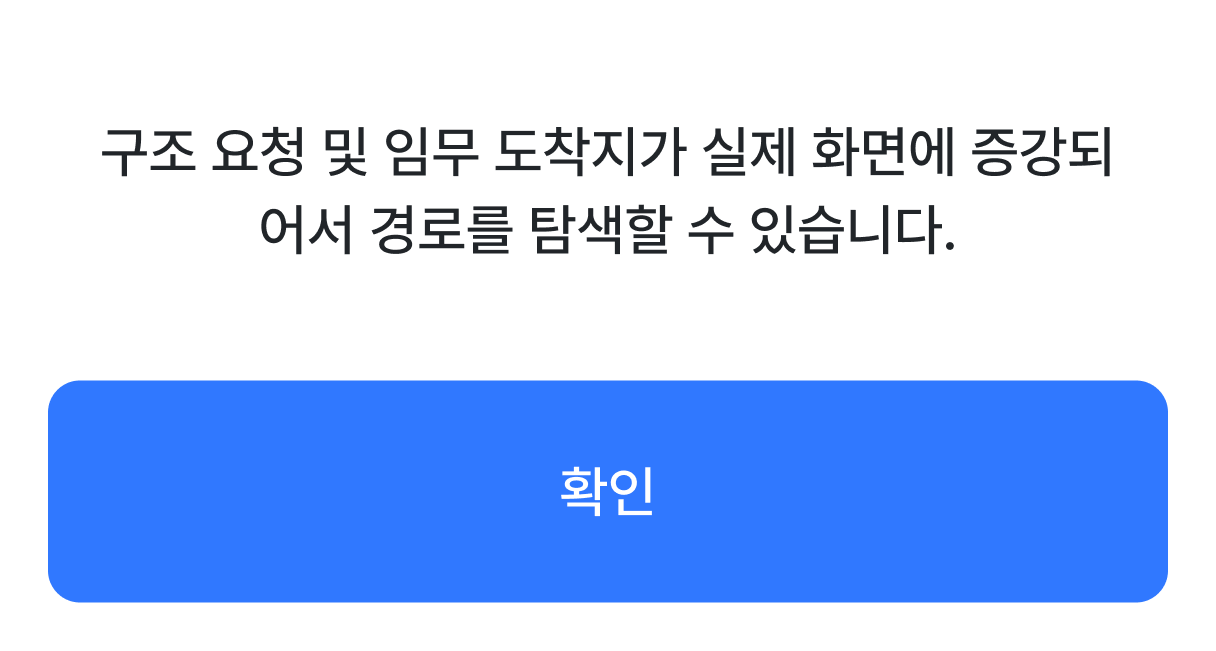 구조 요청 및 임무 도착지가 실제 화면에 증강되
어서 경로를 탐색할 수 있습니다.
확인